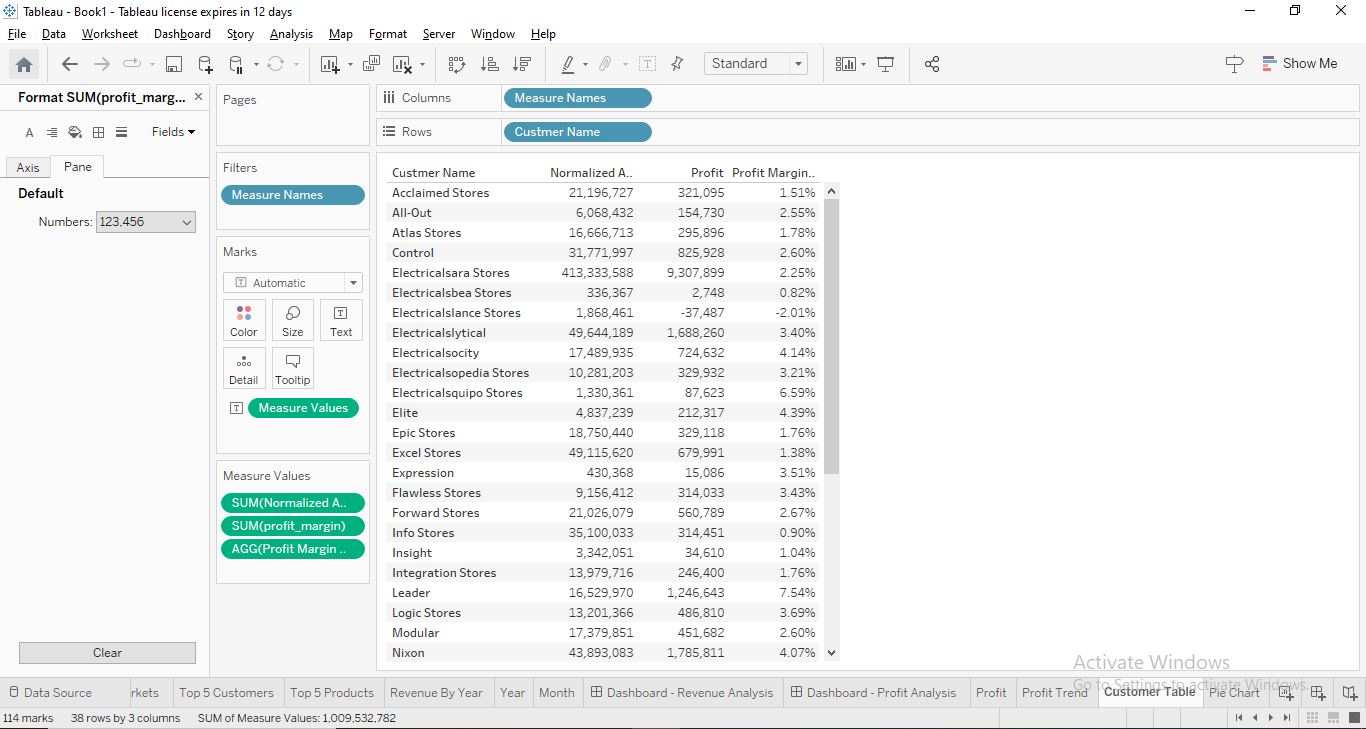 Tableau - Book1 - Tableau license expires in 12 days
File Data Worksheet Dashboard Story Analysis Map Format Server Window Help
Standard
Show Me
Format SUM(profit_marg...
Fields
Axis Pane
Default
Numbers: 123,456
Clear
Pages
Filters
Measure Names
Marks
Automatic
Color Size Text
Detail Tooltip
Measure Values
Measure Values
SUM(Normalized A..
SUM(profit_margin)
AGG(Profit Margin ..
Columns Measure Names
Rows Custmer Name
Custmer Name Normalized A.. Profit Profit Margin..
Acclaimed Stores 21,196,727 321,095 1.51%
All-Out 6,068,432 154,730 2.55%
Atlas Stores 16,666,713 295,896 1.78%
Control 31,771,997 825,928 2.60%
Electricalsara Stores 413,333,588 9,307,899 2.25%
Electricalsbea Stores 336,367 2,748 0.82%
Electricalslance Stores 1,868,461 -37,487 -2.01%
Electricalslytical 49,644,189 1,688,260 3.40%
Electricalsocity 17,489,935 724,632 4.14%
Electricalsopedia Stores 10,281,203 329,932 3.21%
Electricalsquipo Stores 1,330,361 87,623 6.59%
Elite 4,837,239 212,317 4.39%
Epic Stores 18,750,440 329,118 1.76%
Excel Stores 49,115,620 679,991 1.38%
Expression 430,368 15,086 3.51%
Flawless Stores 9,156,412 314,033 3.43%
Forward Stores 21,026,079 560,789 2.67%
Info Stores 35,100,033 314,451 0.90%
Insight 3,342,051 34,610 1.04%
Integration Stores 13,979,716 246,400 1.76%
Leader 16,529,970 1,246,643 7.54%
Logic Stores 13,201,366 486,810 3.69%
Modular 17,379,851 451,682 2.60%
Nixon 43,893,083 1,785,811 4.07%
Activate Windows
Go to Settings to activate Windows.
Data Source rkets Top 5 Customers Top 5 Products Revenue By Year Year Month Dashboard - Revenue Analysis Dashboard - Profit Analysis Profit Profit Trend Customer Table Pie Chart
114 marks 38 rows by 3 columns SUM of Measure Values: 1,009,532,782